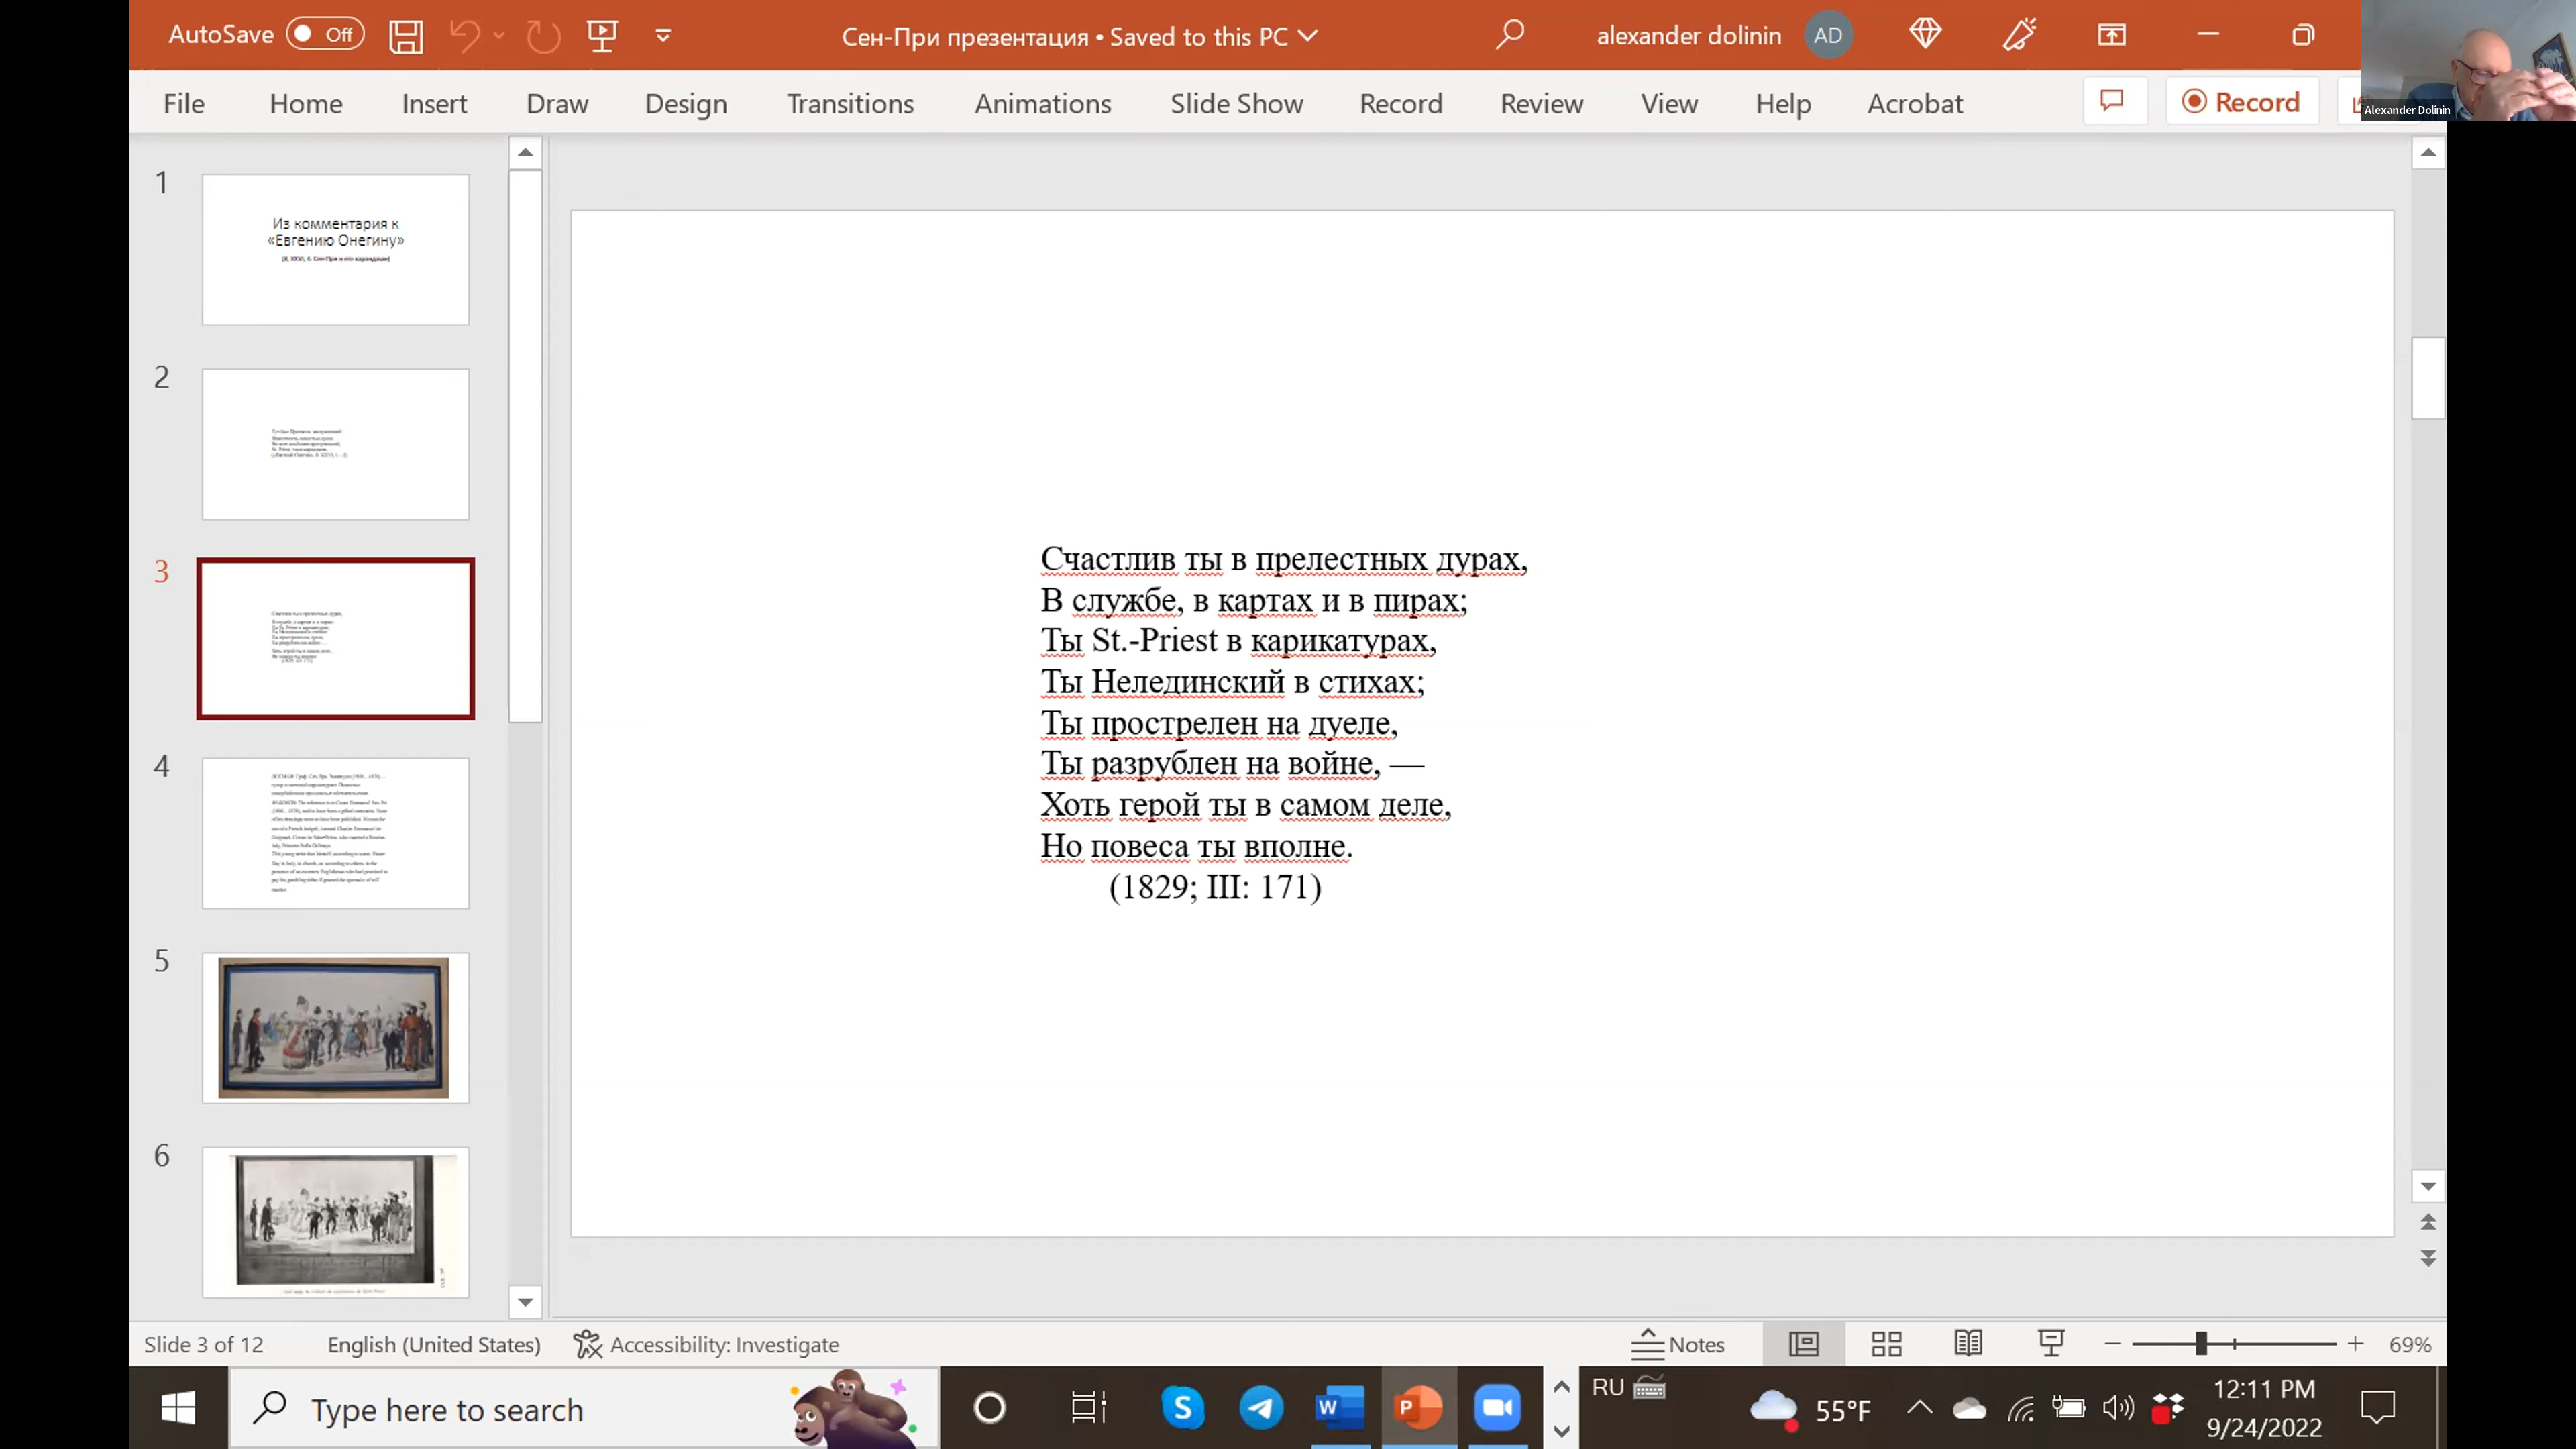 AutoSave Off
Сен-При презентация • Saved to this PC
alexander dolinin AD
Alexander Dolinin
File Home Insert Draw Design Transitions Animations Slide Show Record Review View Help Acrobat
Record
1
Из комментария к
«Евгению Онегину»
2
3
4
5
6
Счастлив ты в прелестных дурах,
В службе, в картах и в пирах;
Ты St.-Priest в карикатурах,
Ты Нелединский в стихах;
Ты прострелен на дуеле,
Ты разрублен на войне, —
Хоть герой ты в самом деле,
Но повеса ты вполне.
(1829; III: 171)
Slide 3 of 12 English (United States) Accessibility: Investigate
Notes 69%
Type here to search
RU
55°F
12:11 PM
9/24/2022